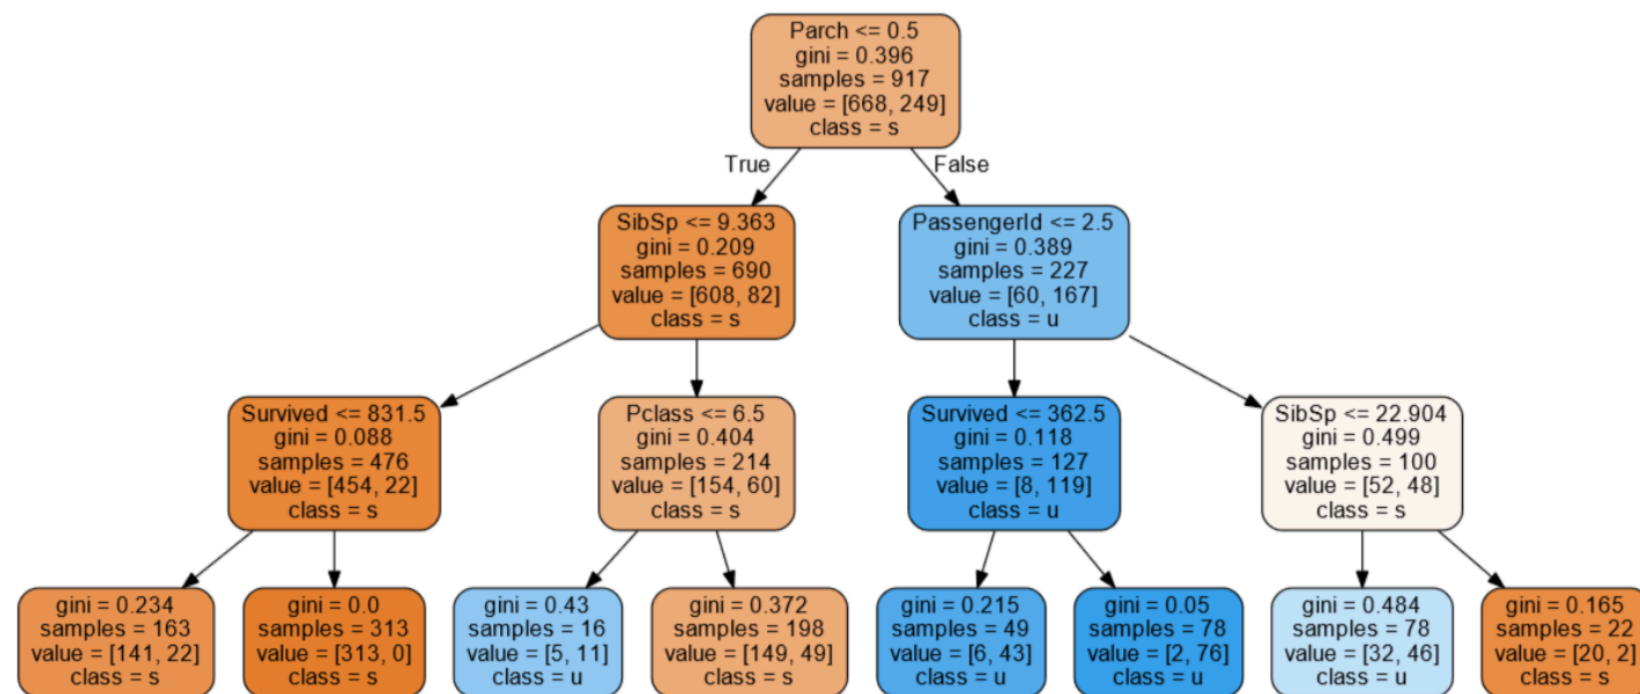 Parch <= 0.5
gini = 0.396
samples = 917
value = [668, 249]
class = s
True
False
SibSp <= 9.363
gini = 0.209
samples = 690
value = [608, 82]
class = s
PassengerId <= 2.5
gini = 0.389
samples = 227
value = [60, 167]
class = u
Survived <= 831.5
gini = 0.088
samples = 476
value = [454, 22]
class = s
Pclass <= 6.5
gini = 0.404
samples = 214
value = [154, 60]
class = s
Survived <= 362.5
gini = 0.118
samples = 127
value = [8, 119]
class = u
SibSp <= 22.904
gini = 0.499
samples = 100
value = [52, 48]
class = s
gini = 0.234
samples = 163
value = [141, 22]
class = s
gini = 0.0
samples = 313
value = [313, 0]
class = s
gini = 0.43
samples = 16
value = [5, 11]
class = u
gini = 0.372
samples = 198
value = [149, 49]
class = s
gini = 0.215
samples = 49
value = [6, 43]
class = u
gini = 0.05
samples = 78
value = [2, 76]
class = u
gini = 0.484
samples = 78
value = [32, 46]
class = u
gini = 0.165
samples = 22
value = [20, 2]
class = s